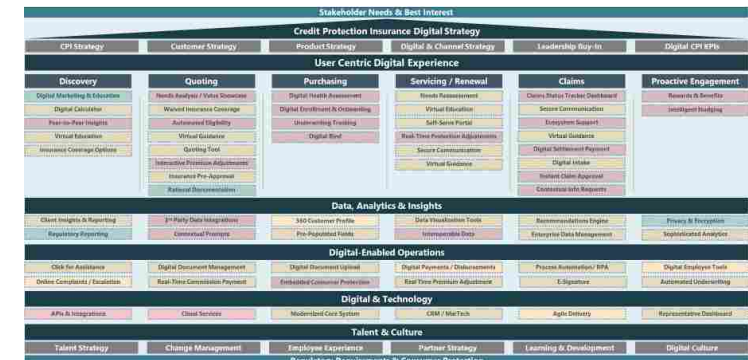 Stakeholder Needs & Best Interest
Credit Protection Insurance Digital Strategy
CPI Strategy Customer Strategy Product Strategy Digital & Channel Strategy Leadership Buy-In Digital CPI KPIs
User Centric Digital Experience
Discovery Quoting Purchasing Servicing / Renewal Claims Proactive Engagement
Digital Marketing & Education Needs Analysis / Value Showcase Digital Health Assessment Needs Reassessment Claims Status Tracker Dashboard Rewards & Benefits
Digital Calculator Waived Insurance Coverage Digital Enrollment & Onboarding Virtual Education Secure Communication Intelligent Nudging
Peer-to-Peer Insights Automated Eligibility Underwriting Tracking Self-Serve Portal Ecosystem Support
Virtual Education Virtual Guidance Digital Bind Real-Time Protection Adjustments Virtual Guidance
Insurance Coverage Options Quoting Tool Secure Communication Digital Settlement Payment
Interactive Premium Adjustments Virtual Guidance Digital Intake
Insurance Pre-Approval Instant Claim Approval
Rational Documentation Contextual Info Requests
Data, Analytics & Insights
Client Insights & Reporting 3rd Party Data Integrations 360 Customer Profile Data Visualization Tools Recommendations Engine Privacy & Encryption
Regulatory Reporting Contextual Prompts Pre-Populated Fields Interoperable Data Enterprise Data Management Sophisticated Analytics
Digital-Enabled Operations
Click for Assistance Digital Document Management Digital Document Upload Digital Payments / Disbursements Process Automation / RPA Digital Employee Tools
Online Complaints / Escalation Real-Time Commission Payment Embedded Consumer Protection Real Time Premium Adjustment E-Signature Automated Underwriting
Digital & Technology
APIs & Integrations Cloud Services Modernized Core System CRM / MarTech Agile Delivery Representative Dashboard
Talent & Culture
Talent Strategy Change Management Employee Experience Partner Strategy Learning & Development Digital Culture
Regulatory Requirements & Consumer Protection